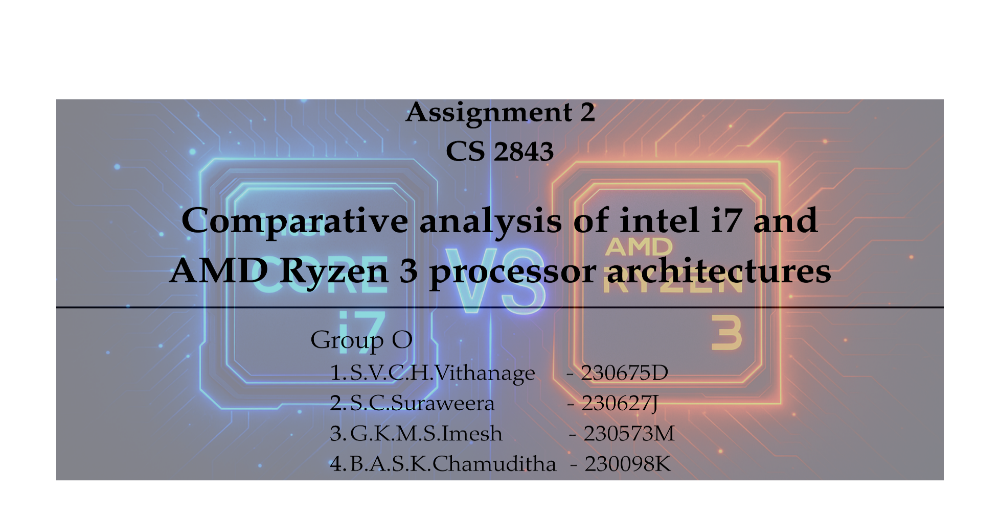 Assignment 2
CS 2843
Comparative analysis of intel i7 and
AMD Ryzen 3 processor architectures
intel
CORE
i7
VS
AMD
RYZEN
3
Group O
1. S.V.C.H.Vithanage - 230675D
2. S.C.Suraweera - 230627J
3. G.K.M.S.Imesh - 230573M
4. B.A.S.K.Chamuditha - 230098K